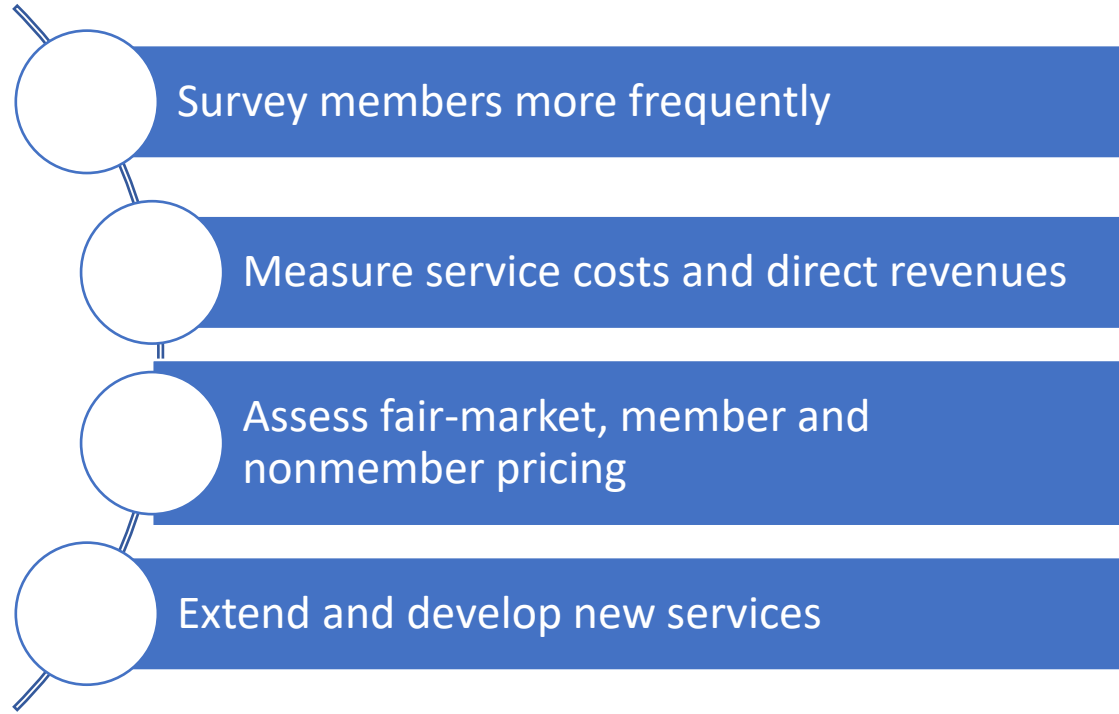 Survey members more frequently
Measure service costs and direct revenues
Assess fair-market, member and
nonmember pricing
Extend and develop new services